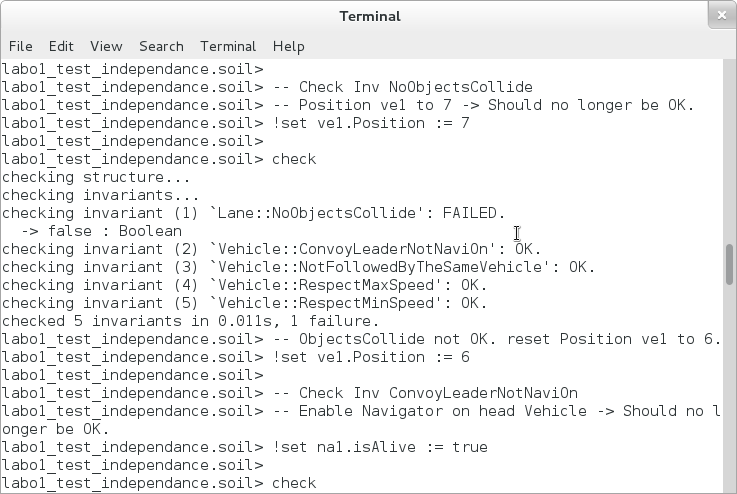 Terminal
×
File Edit View Search Terminal Help
labo1_test_independance.soil>
labo1_test_independance.soil> -- Check Inv NoObjectsCollide
labo1_test_independance.soil> -- Position ve1 to 7 -> Should no longer be OK.
labo1_test_independance.soil> !set ve1.Position := 7
labo1_test_independance.soil>
labo1_test_independance.soil> check
checking structure...
checking invariants...
checking invariant (1) `Lane::NoObjectsCollide': FAILED.
  -> false : Boolean
checking invariant (2) `Vehicle::ConvoyLeaderNotNaviOn': OK.
checking invariant (3) `Vehicle::NotFollowedByTheSameVehicle': OK.
checking invariant (4) `Vehicle::RespectMaxSpeed': OK.
checking invariant (5) `Vehicle::RespectMinSpeed': OK.
checked 5 invariants in 0.011s, 1 failure.
labo1_test_independance.soil> -- ObjectsCollide not OK. reset Position ve1 to 6.
labo1_test_independance.soil> !set ve1.Position := 6
labo1_test_independance.soil>
labo1_test_independance.soil> -- Check Inv ConvoyLeaderNotNaviOn
labo1_test_independance.soil> -- Enable Navigator on head Vehicle -> Should no l
onger be OK.
labo1_test_independance.soil> !set na1.isAlive := true
labo1_test_independance.soil>
labo1_test_independance.soil> check